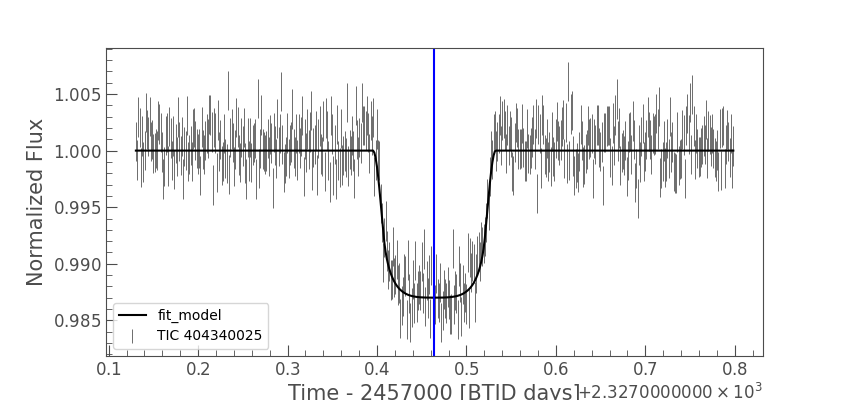 Normalized Flux
1.005
1.000
0.995
0.990
0.985
fit_model
TIC 404340025
0.1 0.2 0.3 0.4 0.5 0.6 0.7 0.8
Time - 2457000 [BTJD days]
+2.3270000000 × 10³